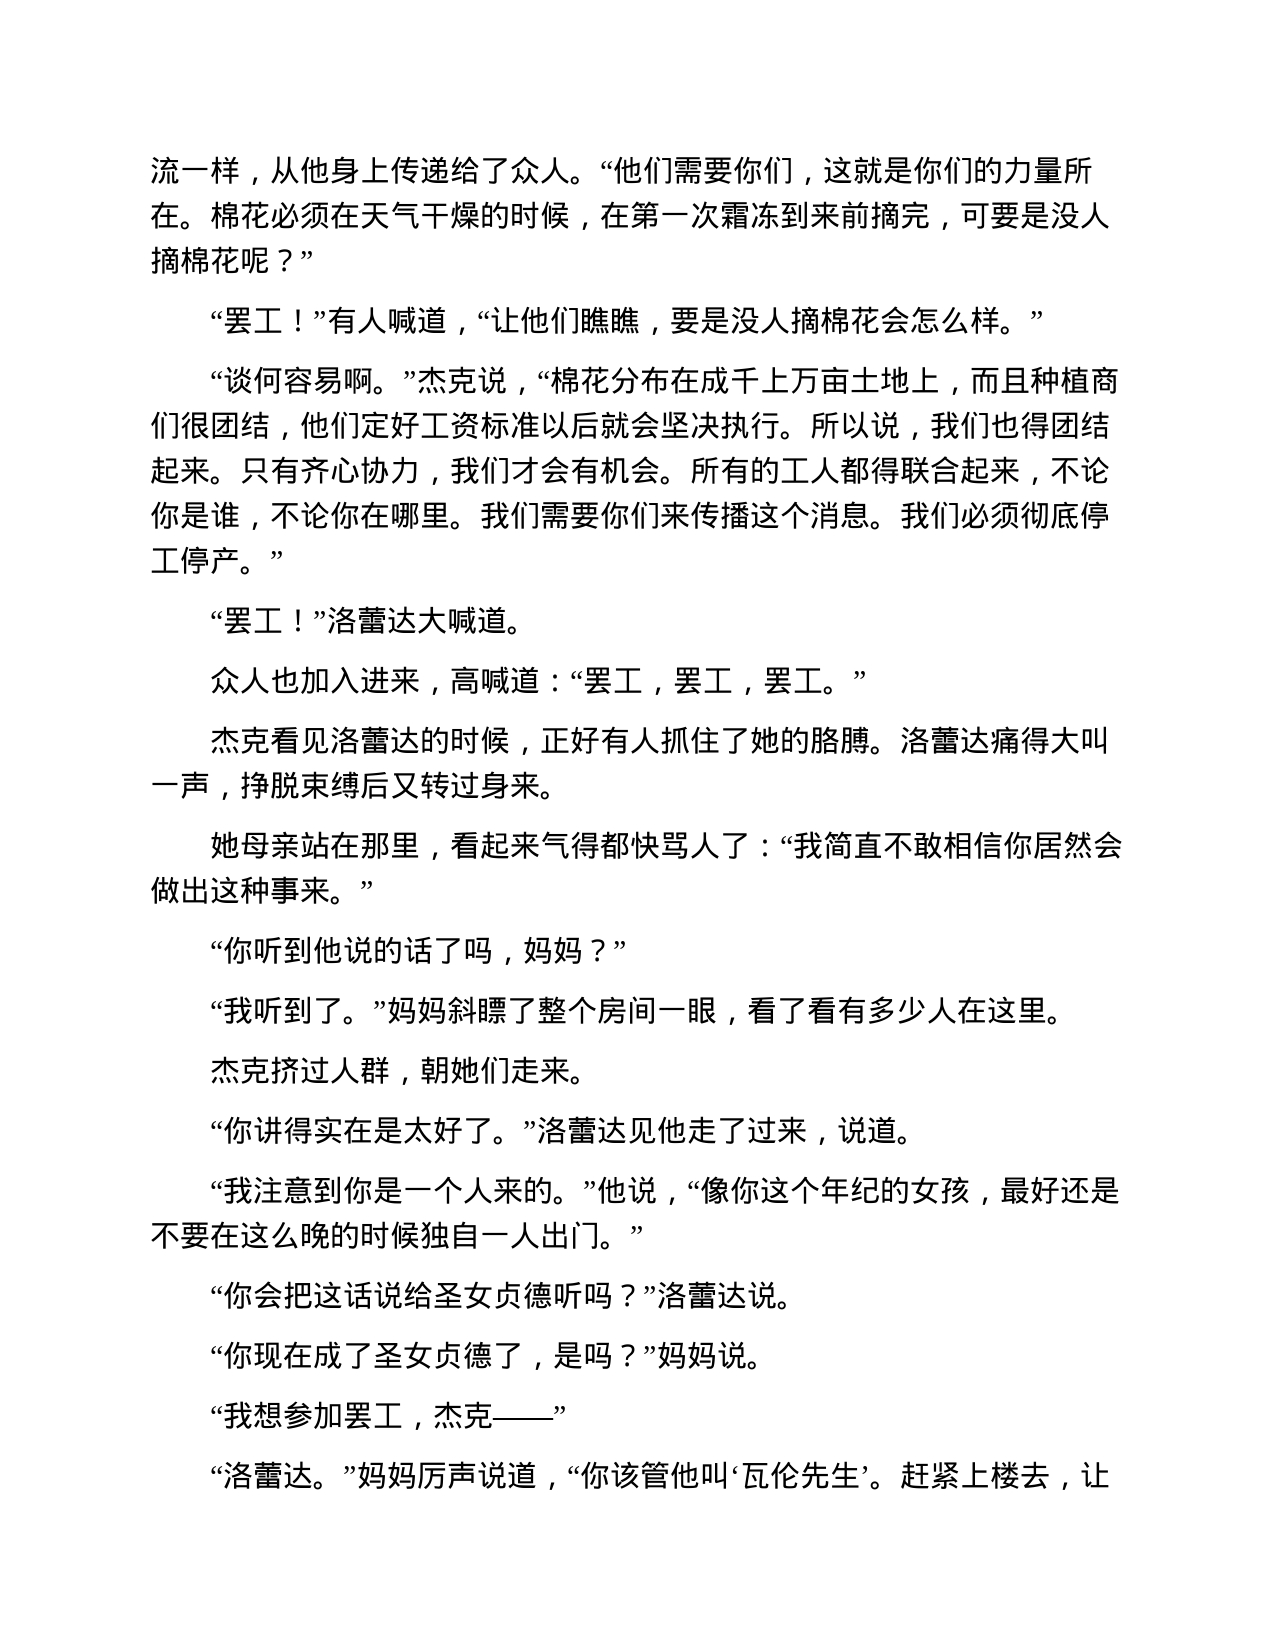 流一样，从他身上传递给了众人。“他们需要你们，这就是你们的力量所
在。棉花必须在天气干燥的时候，在第一次霜冻到来前摘完，可要是没人
摘棉花呢？”
“罢工！”有人喊道，“让他们瞧瞧，要是没人摘棉花会怎么样。”
“谈何容易啊。”杰克说，“棉花分布在成千上万亩土地上，而且种植商
们很团结，他们定好工资标准以后就会坚决执行。所以说，我们也得团结
起来。只有齐心协力，我们才会有机会。所有的工人都得联合起来，不论
你是谁，不论你在哪里。我们需要你们来传播这个消息。我们必须彻底停
工停产。”
“罢工！”洛蕾达大喊道。
众人也加入进来，高喊道：“罢工，罢工，罢工。”
杰克看见洛蕾达的时候，正好有人抓住了她的胳膊。洛蕾达痛得大叫
一声，挣脱束缚后又转过身来。
她母亲站在那里，看起来气得都快骂人了：“我简直不敢相信你居然会
做出这种事来。”
“你听到他说的话了吗，妈妈？”
“我听到了。”妈妈斜瞟了整个房间一眼，看了看有多少人在这里。
杰克挤过人群，朝她们走来。
“你讲得实在是太好了。”洛蕾达见他走了过来，说道。
“我注意到你是一个人来的。”他说，“像你这个年纪的女孩，最好还是
不要在这么晚的时候独自一人出门。”
“你会把这话说给圣女贞德听吗？”洛蕾达说。
“你现在成了圣女贞德了，是吗？”妈妈说。
“我想参加罢工，杰克——”
“洛蕾达。”妈妈厉声说道，“你该管他叫‘瓦伦先生’。赶紧上楼去，让